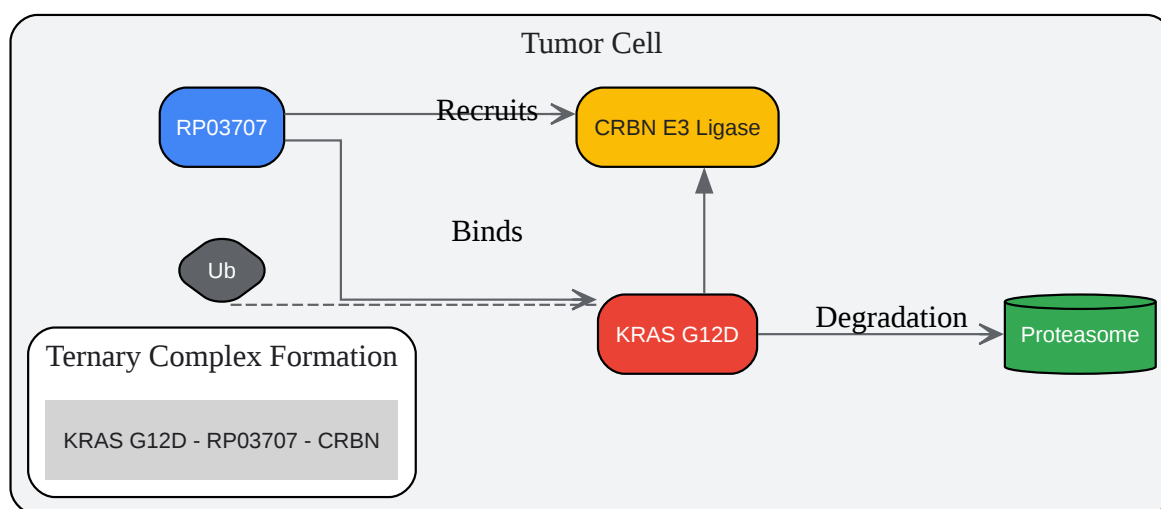 Tumor Cell
RP03707
Recruits
CRBN E3 Ligase
Binds
Ub
KRAS G12D
Degradation
Proteasome
Ternary Complex Formation
KRAS G12D - RP03707 - CRBN